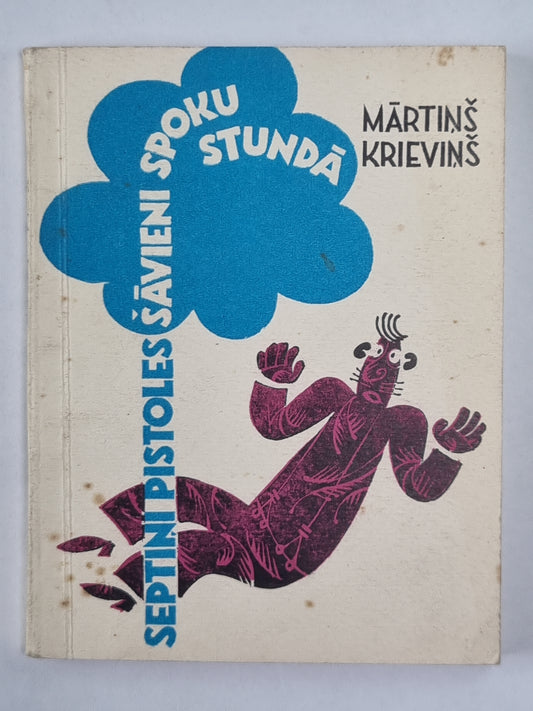 MĀRTIŅŠ
KRIEVIŅŠ
SEPTIŅI PISTOLES ŠĀVIENI SPOKU
STUNDĀ